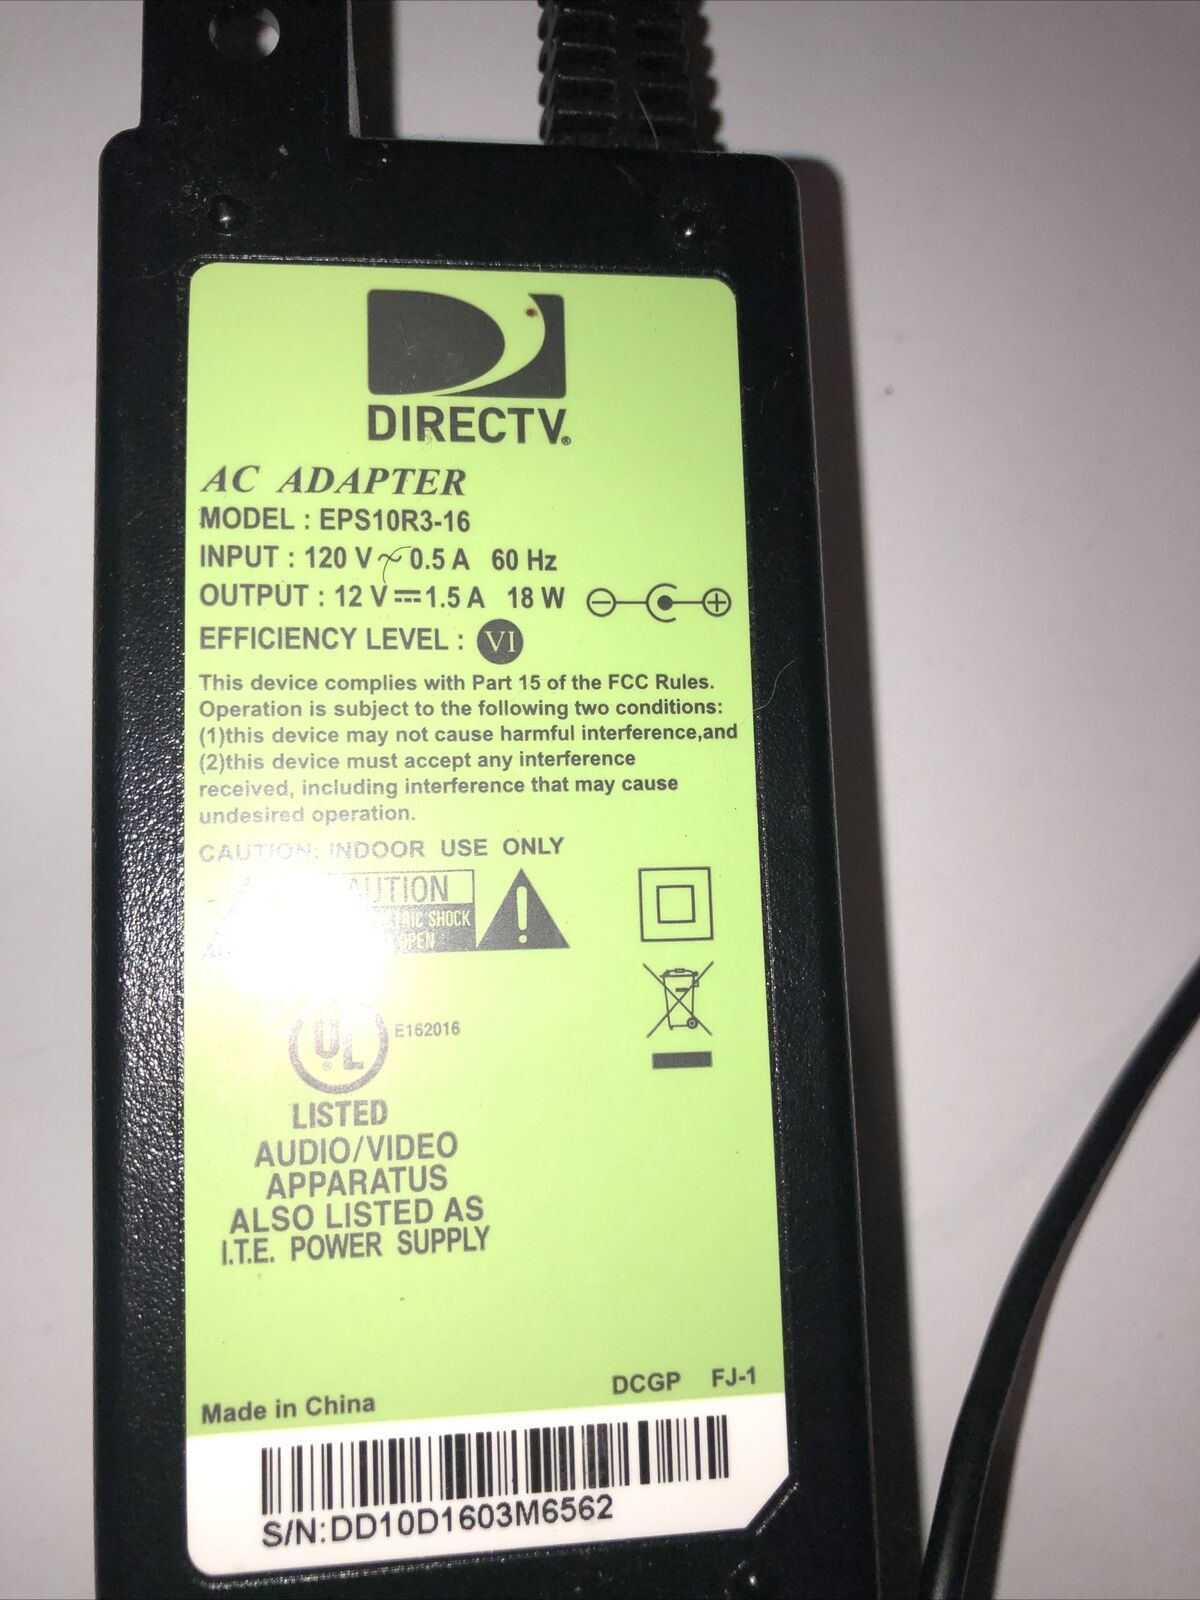 DIRECTV®
AC ADAPTER
MODEL : EPS10R3-16
INPUT : 120 V ~ 0.5 A 60 Hz
OUTPUT : 12 V ⎓ 1.5 A 18 W
EFFICIENCY LEVEL : VI
This device complies with Part 15 of the FCC Rules.
Operation is subject to the following two conditions:
(1)this device may not cause harmful interference,and
(2)this device must accept any interference
received, including interference that may cause
undesired operation.
CAUTION: INDOOR USE ONLY
CAUTION
SHOCK
OPEN
UL ® E162016
LISTED
AUDIO/VIDEO
APPARATUS
ALSO LISTED AS
I.T.E. POWER SUPPLY
DCGP FJ-1
Made in China
S/N:DD10D1603M6562